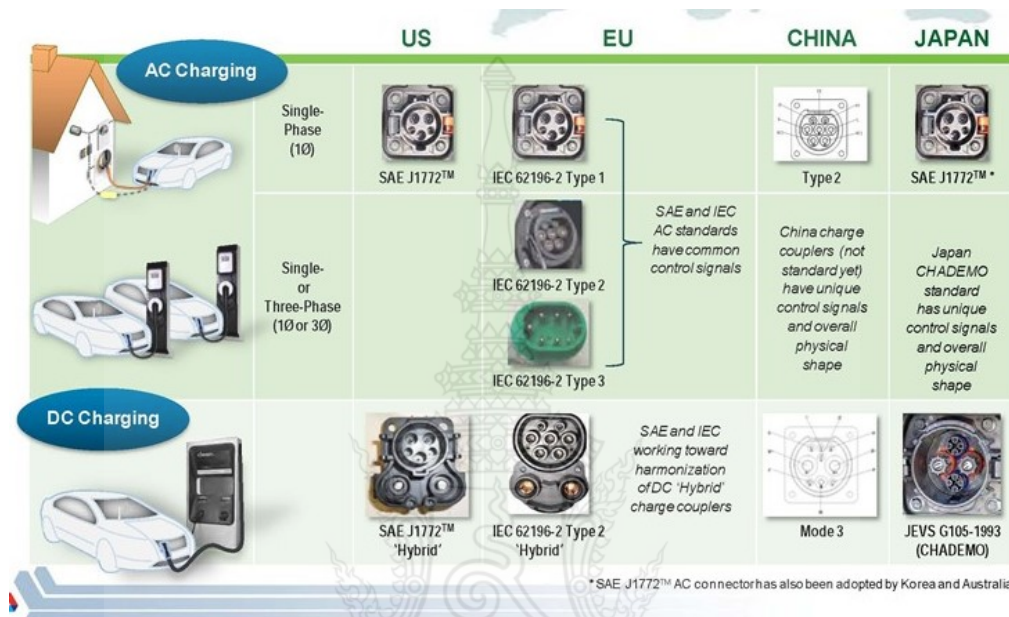 US
EU
CHINA
JAPAN
AC Charging
Single-
Phase
(1Ø)
SAE J1772™
IEC 62196-2 Type 1
Type 2
SAE J1772™ *
Single-
or
Three-Phase
(1Ø or 3Ø)
IEC 62196-2 Type 2
IEC 62196-2 Type 3
SAE and IEC
AC standards
have common
control signals
China charge
couplers (not
standard yet)
have unique
control signals
and overall
physical
shape
Japan
CHADEMO
standard
has unique
control signals
and overall
physical
shape
DC Charging
SAE J1772™
'Hybrid'
IEC 62196-2 Type 2
'Hybrid'
SAE and IEC
working toward
harmonization
of DC 'Hybrid'
charge couplers
Mode 3
JEVS G105-1993
(CHADEMO)
* SAE J1772™ AC connector has also been adopted by Korea and Australia